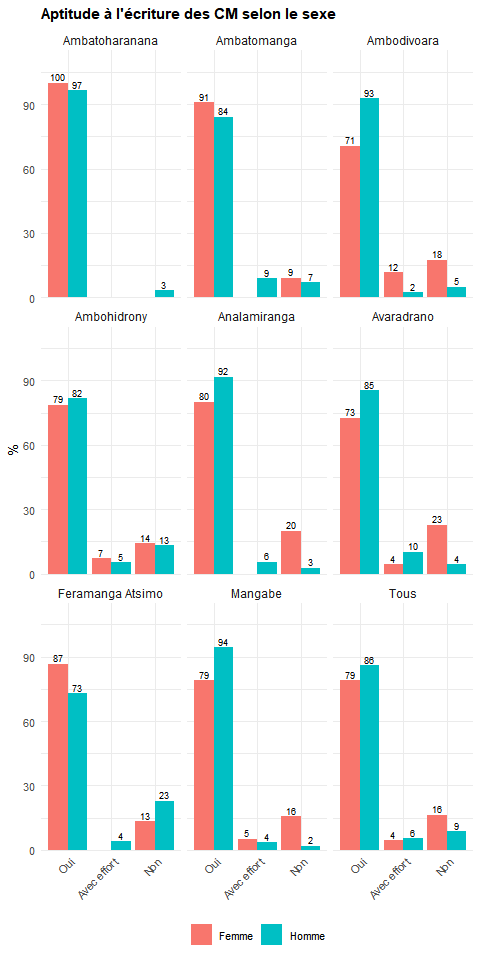 Aptitude à l'écriture des CM selon le sexe
Ambatoharanana Ambatomanga Ambodivoara
100 97 3
91 84 9 9 7
71 93 12 2 18 5
90
60
30
0
Ambohidrony Analamiranga Avaradrano
79 82 7 5 14 13
80 92 6 20 3
73 85 4 10 23 4
90
60
30
0
%
Feramanga Atsimo Mangabe Tous
87 73 4 13 23
79 94 5 4 16 2
79 86 4 6 16 9
90
60
30
0
Oui Avec effort Non Oui Avec effort Non Oui Avec effort Non
Femme Homme